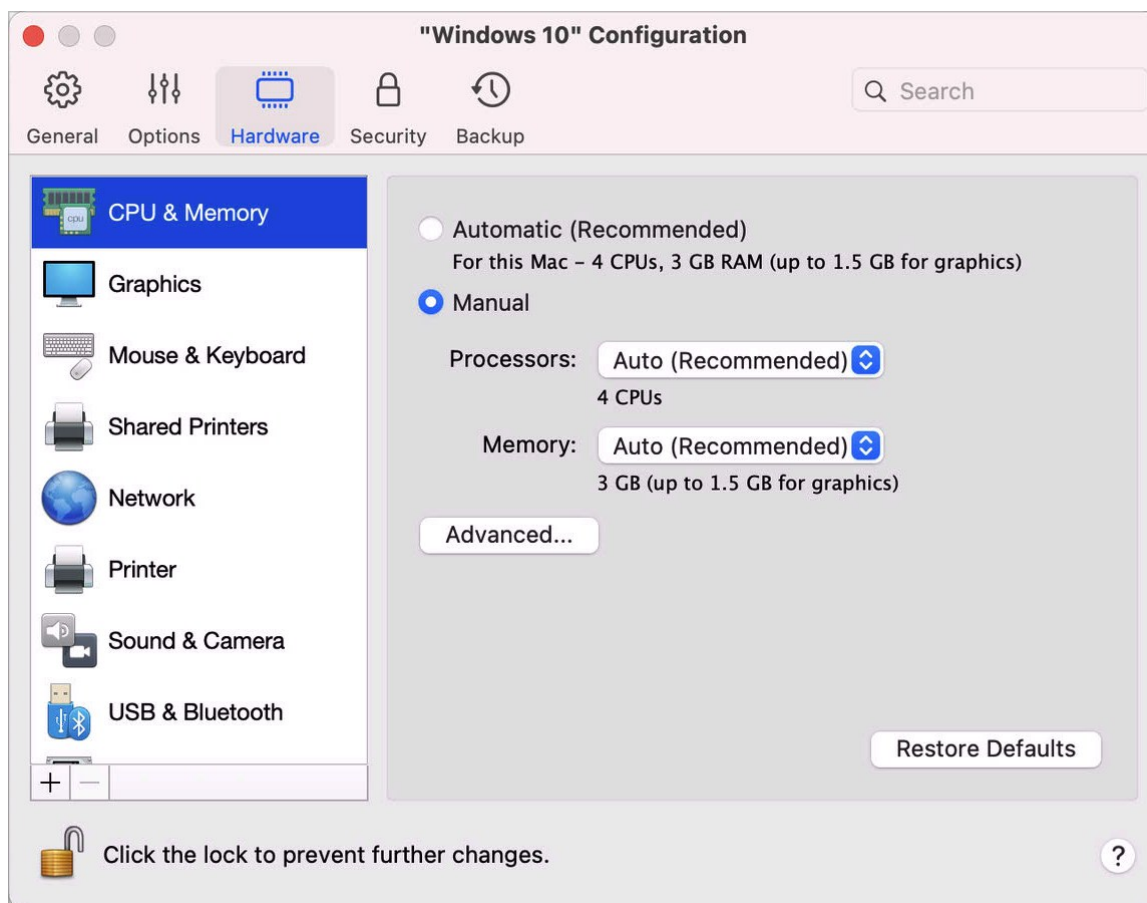 "Windows 10" Configuration
General
Options
Hardware
Security
Backup
Search
cpu
CPU & Memory
Graphics
Mouse & Keyboard
Shared Printers
Network
Printer
Sound & Camera
USB & Bluetooth
+
−
Automatic (Recommended)
For this Mac – 4 CPUs, 3 GB RAM (up to 1.5 GB for graphics)
Manual
Processors: Auto (Recommended)
4 CPUs
Memory: Auto (Recommended)
3 GB (up to 1.5 GB for graphics)
Advanced...
Restore Defaults
Click the lock to prevent further changes.
?